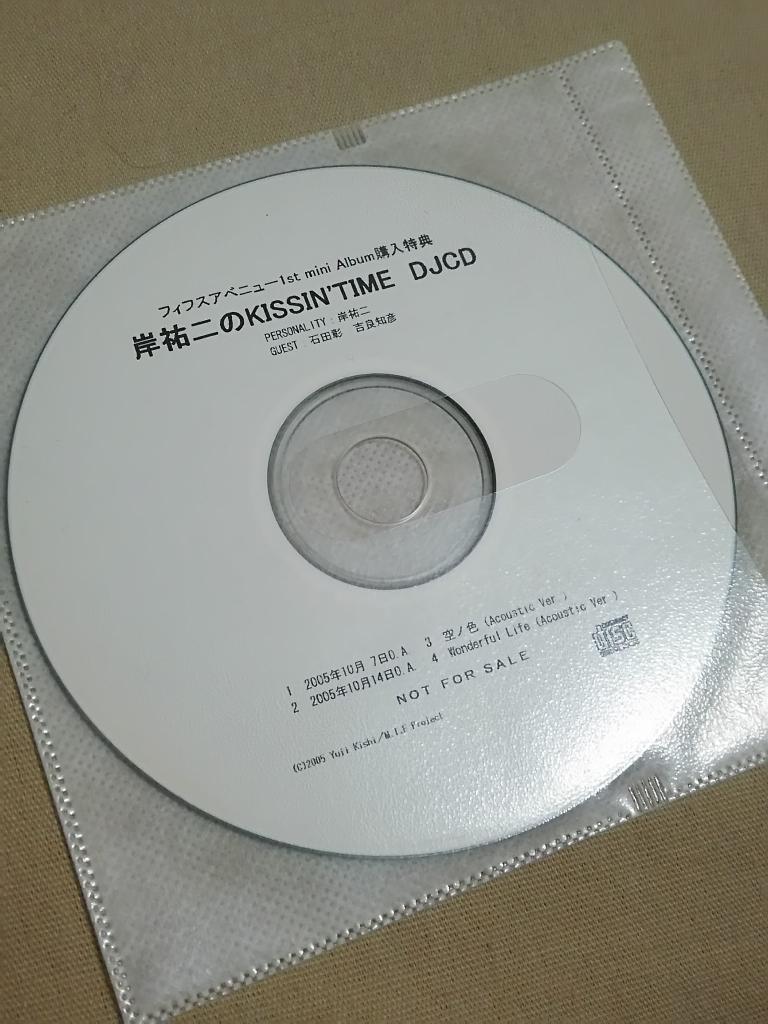 フィフスアベニュー1st mini Album購入特典
岸祐二のKISSIN'TIME DJCD
PERSONALITY : 岸祐二
GUEST : 石田彰 吉良知彦
1 2005年10月 7日O.A. 3 空ノ色 (Acoustic Ver.)
2 2005年10月14日O.A. 4 Wonderful Life (Acoustic Ver.)
NOT FOR SALE
(C)2005 Yuji Kishi/M.I.E Project
disc